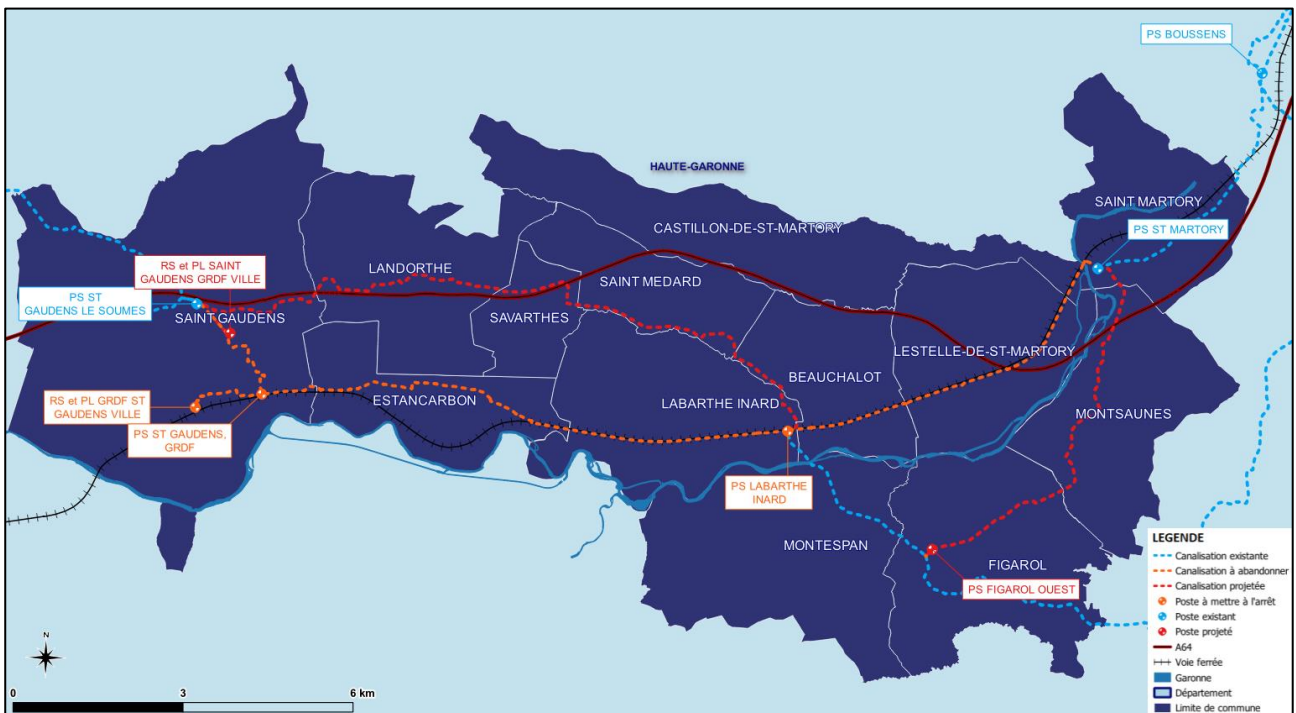 PS BOUSSENS
HAUTE-GARONNE
SAINT MARTORY
CASTILLON-DE-ST-MARTORY
PS ST MARTORY
RS et PL SAINT
GAUDENS GRDF VILLE
LANDORTHE
SAINT MEDARD
PS ST
GAUDENS LE SOUMES
SAINT GAUDENS
SAVARTHES
LESTELLE-DE-ST-MARTORY
BEAUCHALOT
RS et PL GRDF ST
GAUDENS VILLE
ESTANCARBON
LABARTHE INARD
MONTSAUNES
PS ST GAUDENS,
GRDF
PS LABARTHE
INARD
MONTESPAN
FIGAROL
PS FIGAROL OUEST
LEGENDE
Canalisation existante
Canalisation à abandonner
Canalisation projetée
Poste à mettre à l'arrêt
Poste existant
Poste projeté
A64
Voie ferrée
Garonne
Département
Limite de commune
N
0 3 6 km